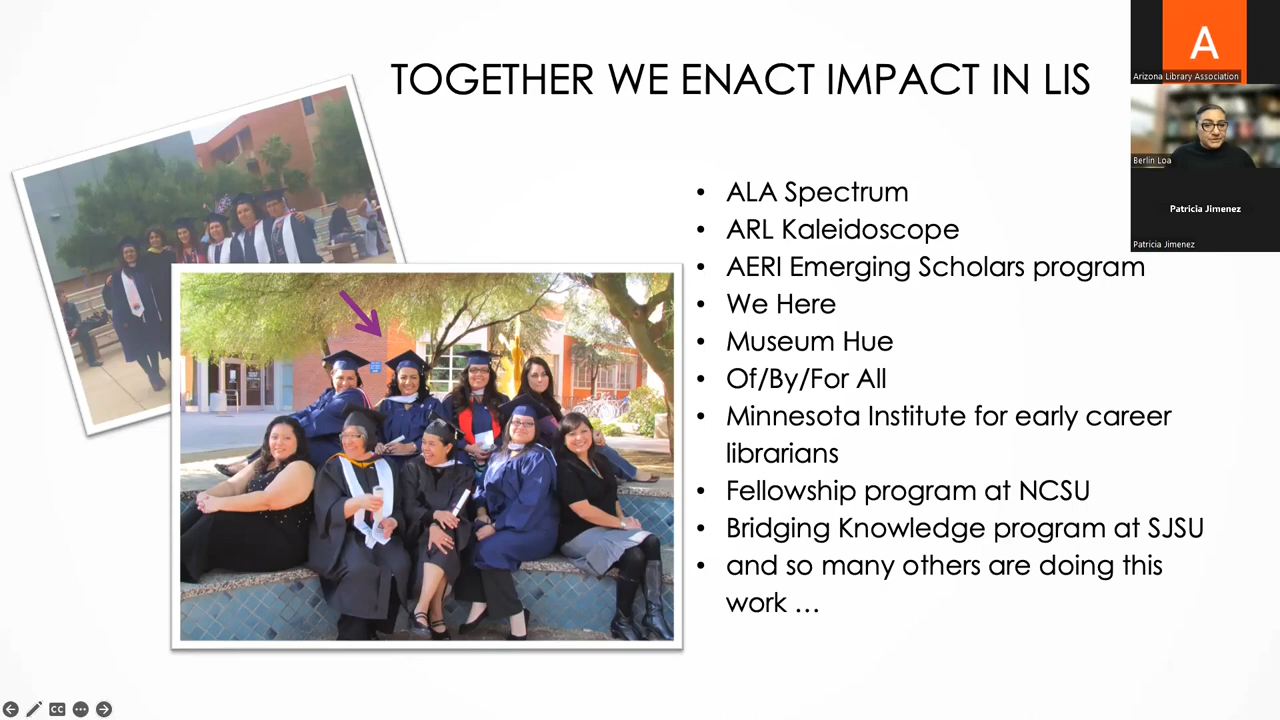 TOGETHER WE ENACT IMPACT IN LIS
• ALA Spectrum
• ARL Kaleidoscope
• AERI Emerging Scholars program
• We Here
• Museum Hue
• Of/By/For All
• Minnesota Institute for early career
librarians
• Fellowship program at NCSU
• Bridging Knowledge program at SJSU
• and so many others are doing this
work ...
A
Arizona Library Association
Berlin Loa
Patricia Jimenez
Patricia Jimenez
CC